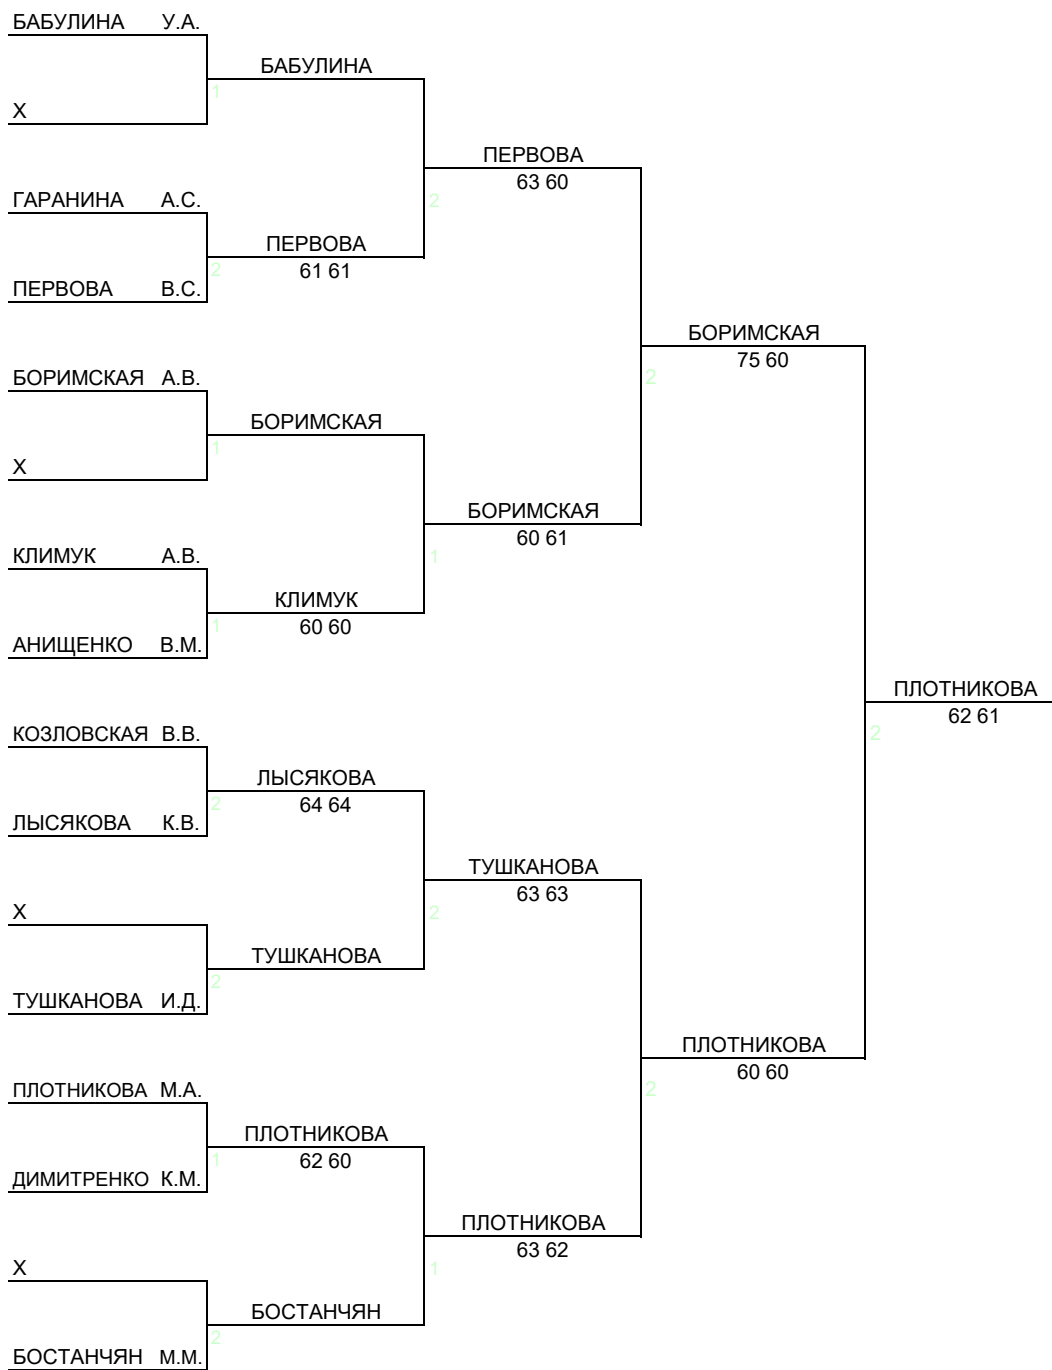 БАБУЛИНА У.А.
БАБУЛИНА
1
Х
ПЕРВОВА
63 60
ГАРАНИНА А.С.
2
ПЕРВОВА
61 61
2
ПЕРВОВА В.С.
БОРИМСКАЯ
75 60
БОРИМСКАЯ А.В.
2
БОРИМСКАЯ
1
Х
БОРИМСКАЯ
60 61
КЛИМУК А.В.
1
КЛИМУК
60 60
1
АНИЩЕНКО В.М.
ПЛОТНИКОВА
62 61
КОЗЛОВСКАЯ В.В.
2
ЛЫСЯКОВА
64 64
2
ЛЫСЯКОВА К.В.
ТУШКАНОВА
63 63
Х
2
ТУШКАНОВА
2
ТУШКАНОВА И.Д.
ПЛОТНИКОВА
60 60
ПЛОТНИКОВА М.А.
2
ПЛОТНИКОВА
62 60
1
ДИМИТРЕНКО К.М.
ПЛОТНИКОВА
63 62
Х
1
БОСТАНЧЯН
2
БОСТАНЧЯН М.М.